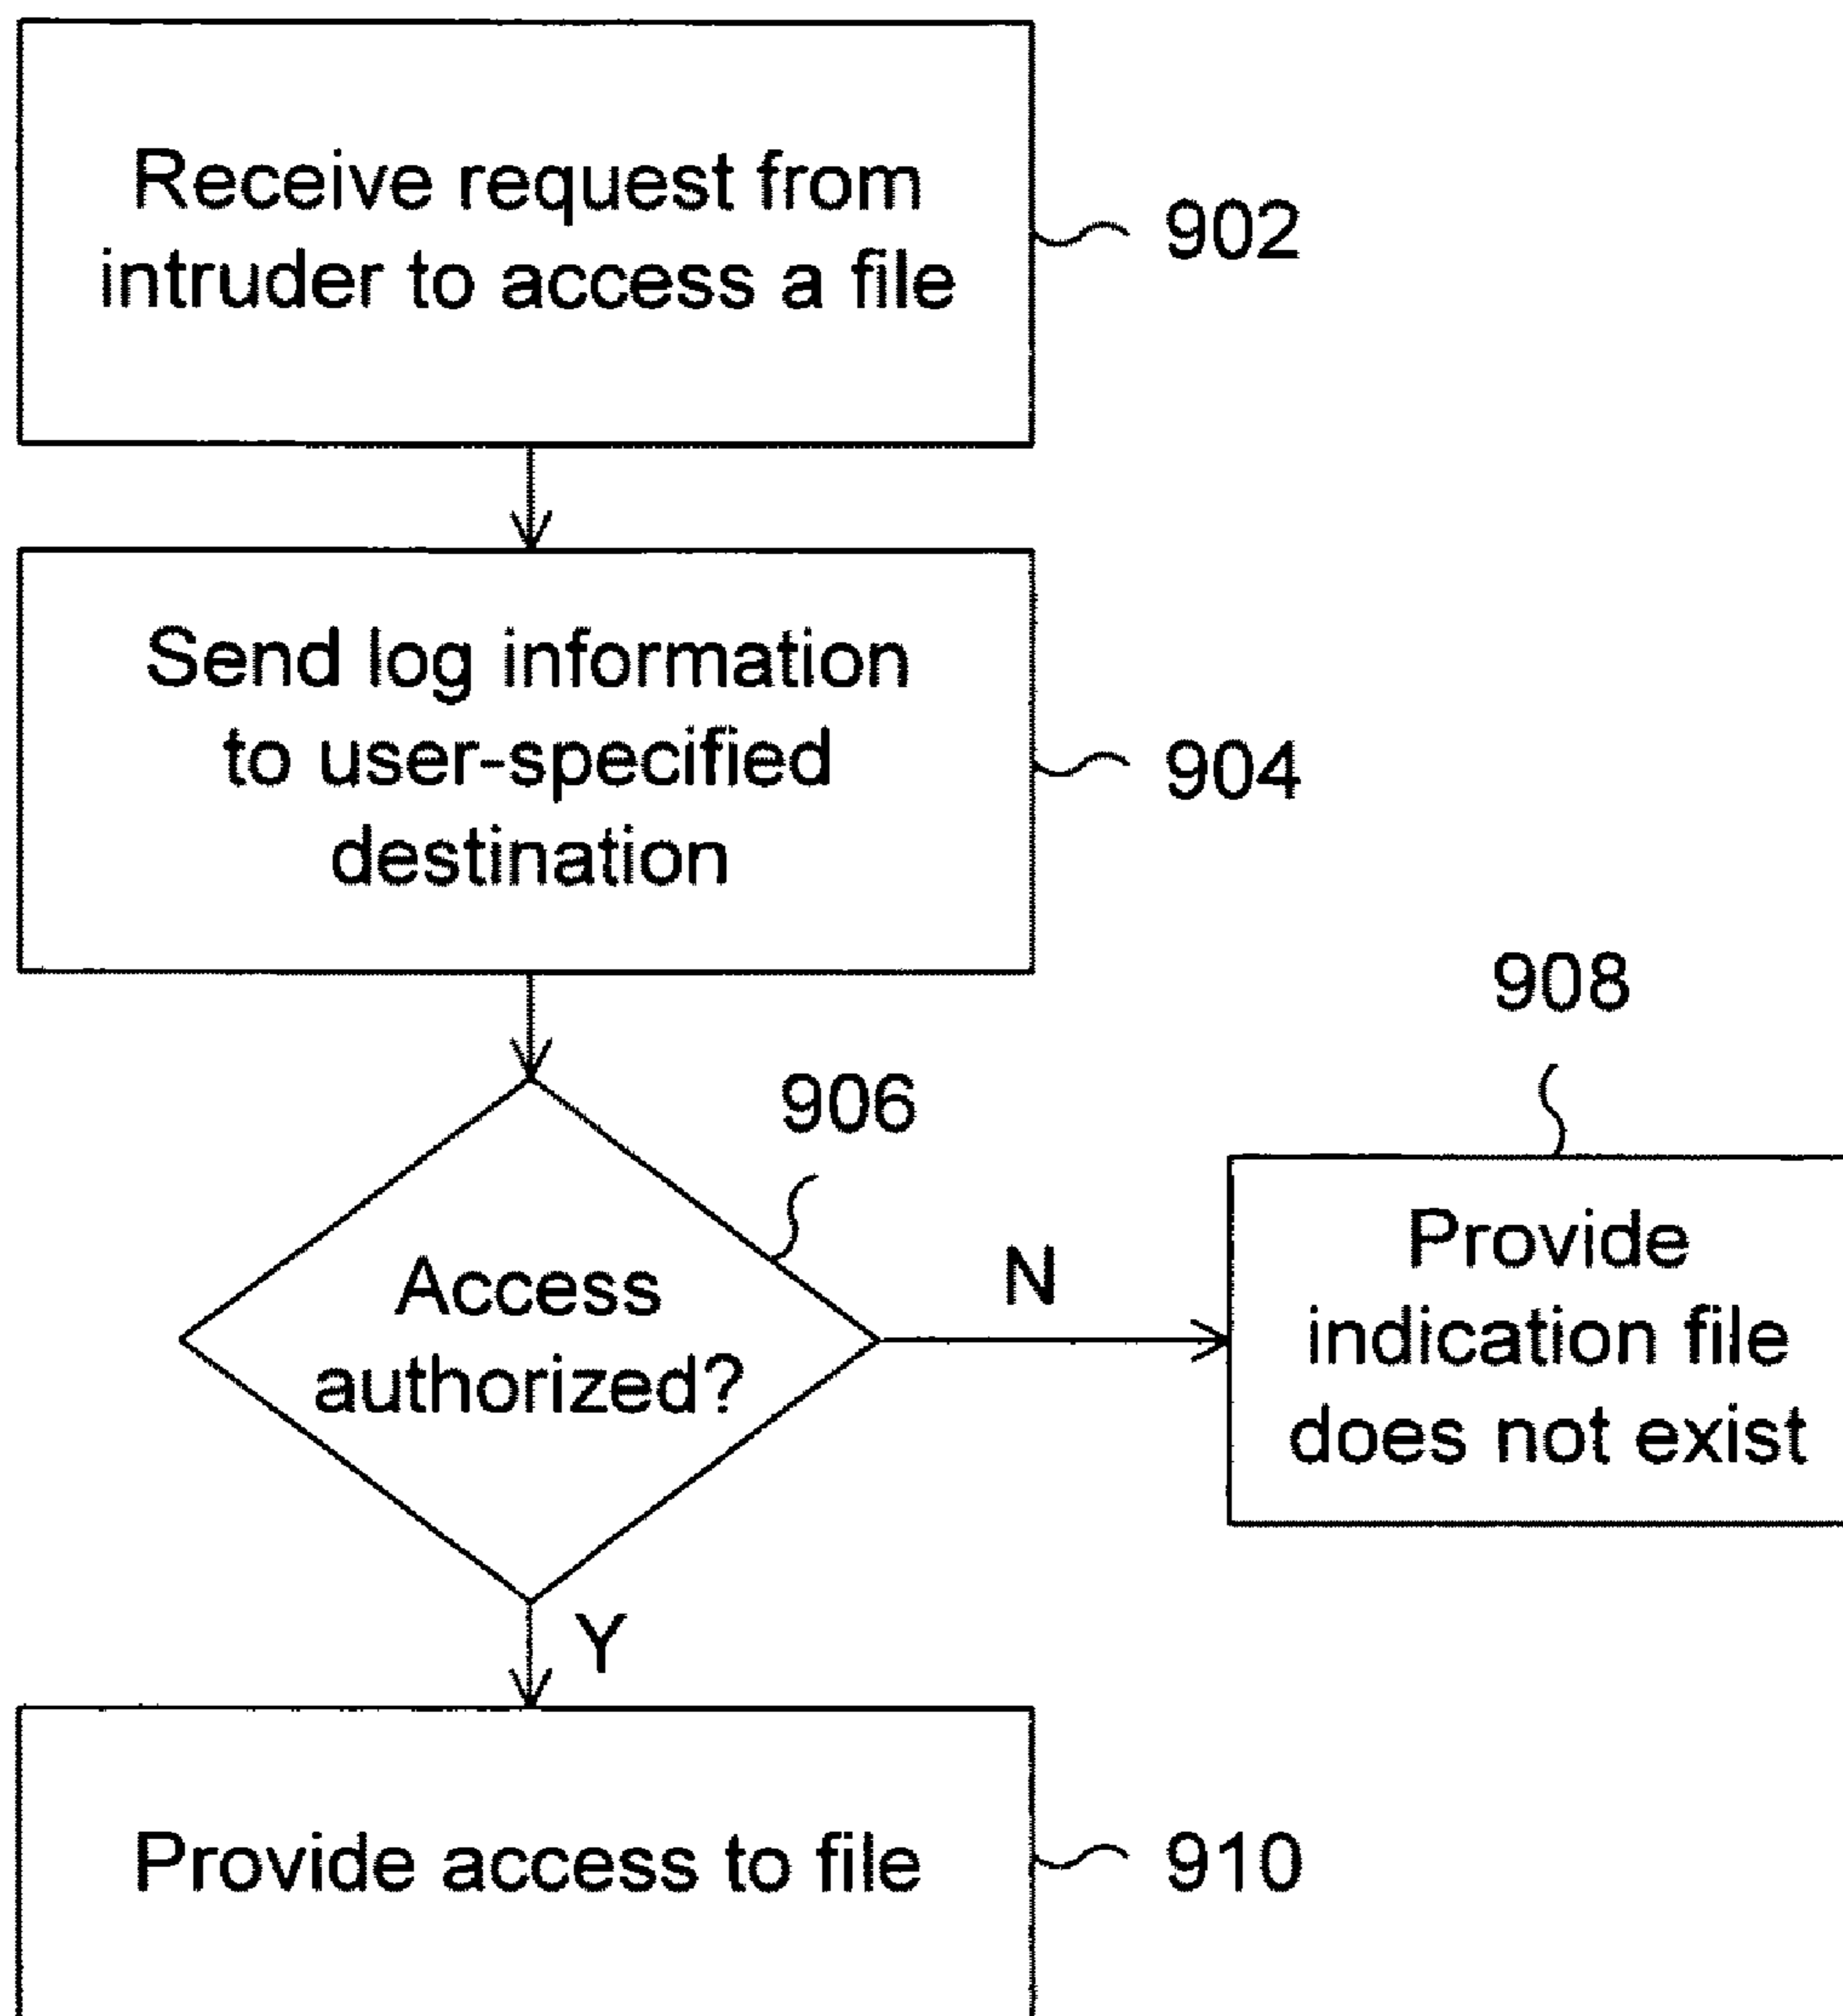 Receive request from
intruder to access a file
902
Send log information
to user-specified
destination
904
906
Access
authorized?
N
908
Provide
indication file
does not exist
Y
Provide access to file
910